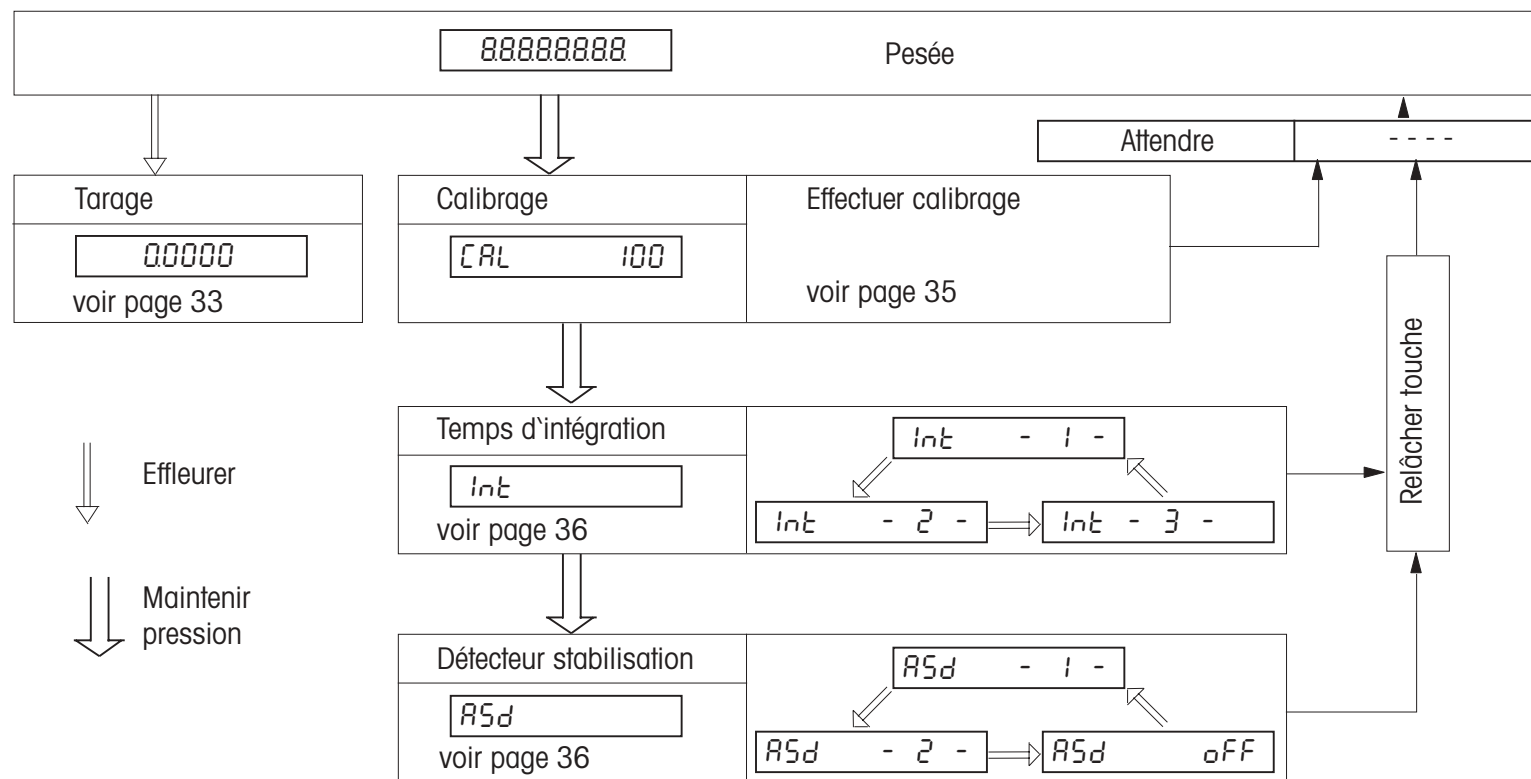 8.8.8.8.8.8.8.8. Pesée
Attendre - - - -
Tarage
0.0000
voir page 33
Calibrage
CAL 100
Effectuer calibrage
voir page 35
Relâcher touche
Temps d`intégration
Int
voir page 36
Int - 1 -
Int - 2 -
Int - 3 -
Effleurer
Maintenir
pression
Détecteur stabilisation
ASd
voir page 36
ASd - 1 -
ASd - 2 -
ASd oFF